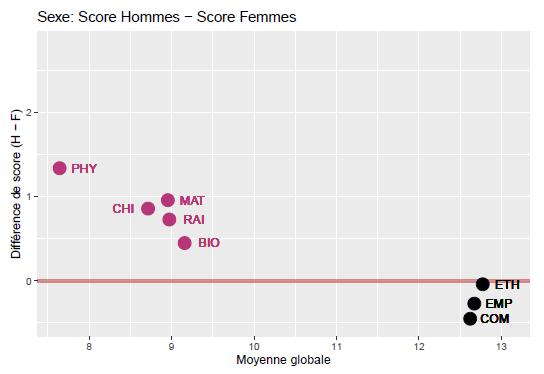 Sexe: Score Hommes − Score Femmes
Différence de score (H − F)
2
1
0
PHY
CHI
MAT
RAI
BIO
ETH
EMP
COM
8
9
10
11
12
13
Moyenne globale